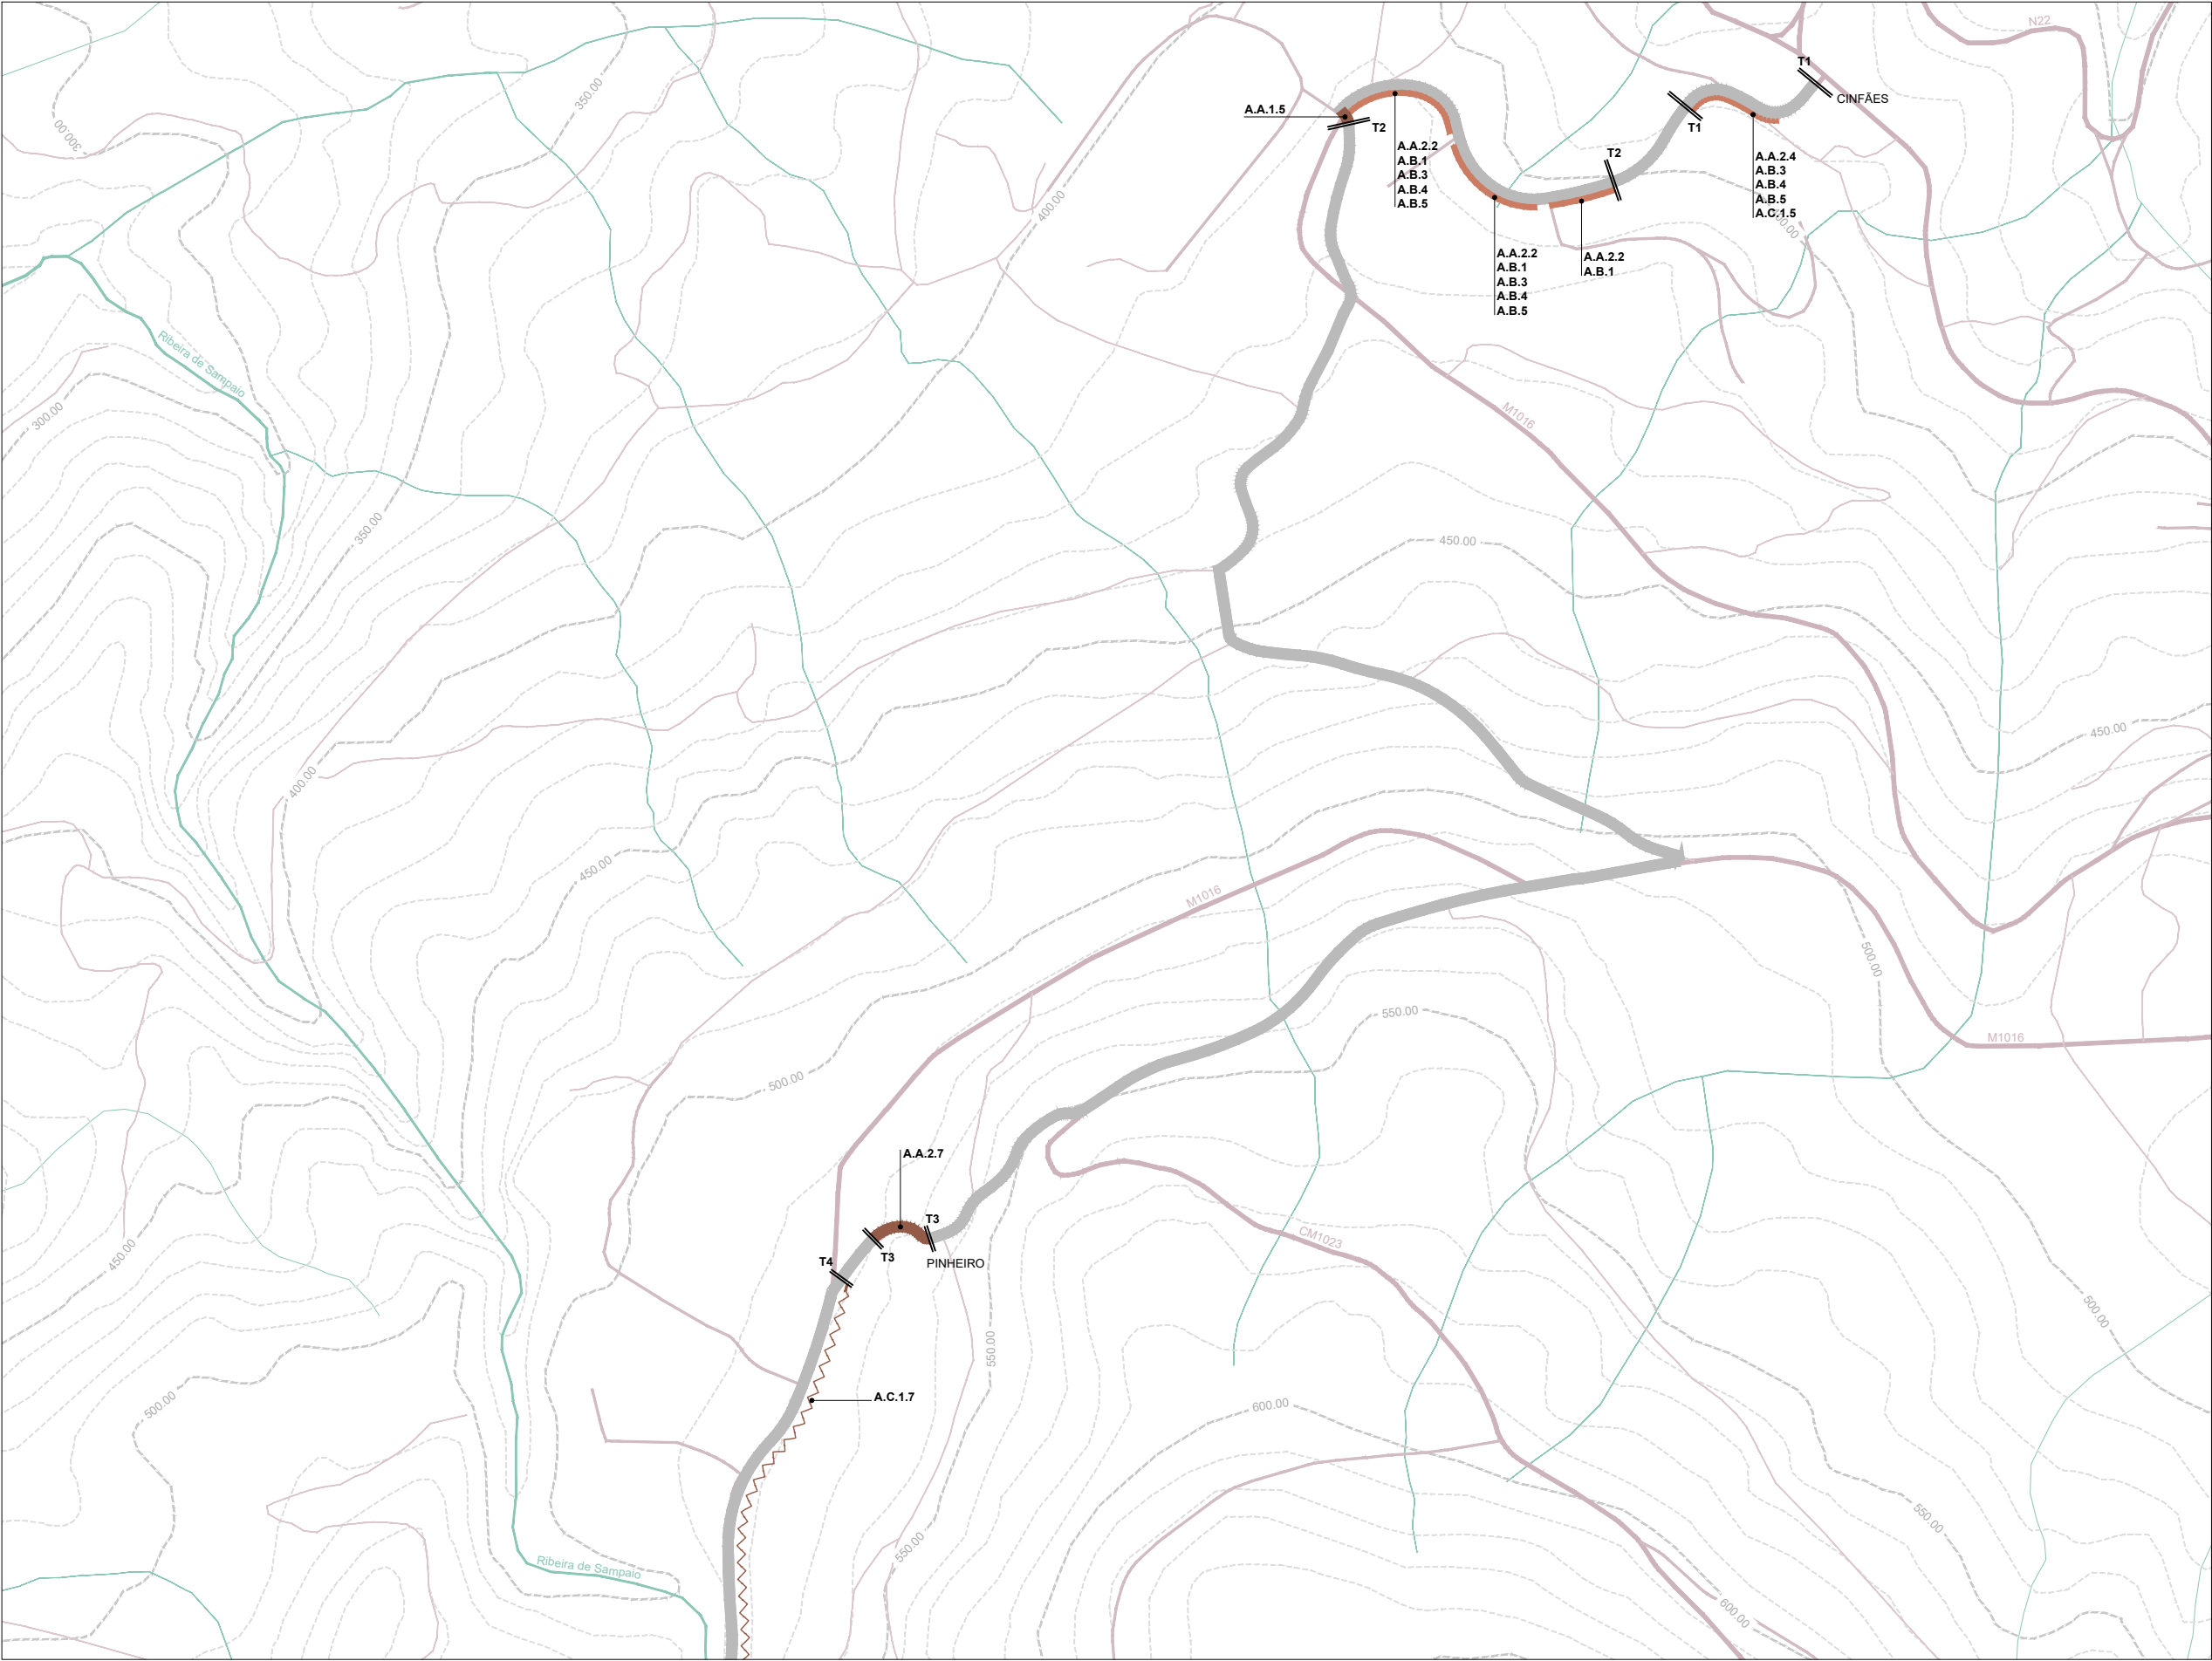 N22
T1
CINFÃES
T1
350.00
300.00
A.A.1.5
T2
A.A.2.2
A.B.1
A.B.3
A.B.4
A.B.5
T2
A.A.2.4
A.B.3
A.B.4
A.B.5
A.C.1.5
400.00
A.A.2.2
A.B.1
A.B.3
A.B.4
A.B.5
A.A.2.2
A.B.1
Ribeira de Sampaio
300.00
M1016
350.00
450.00
450.00
400.00
450.00
M1016
500.00
550.00
M1016
500.00
A.A.2.7
T3
T3
PINHEIRO
T4
CM1023
450.00
500.00
550.00
A.C.1.7
500.00
600.00
550.00
550.00
Ribeira de Sampaio
600.00